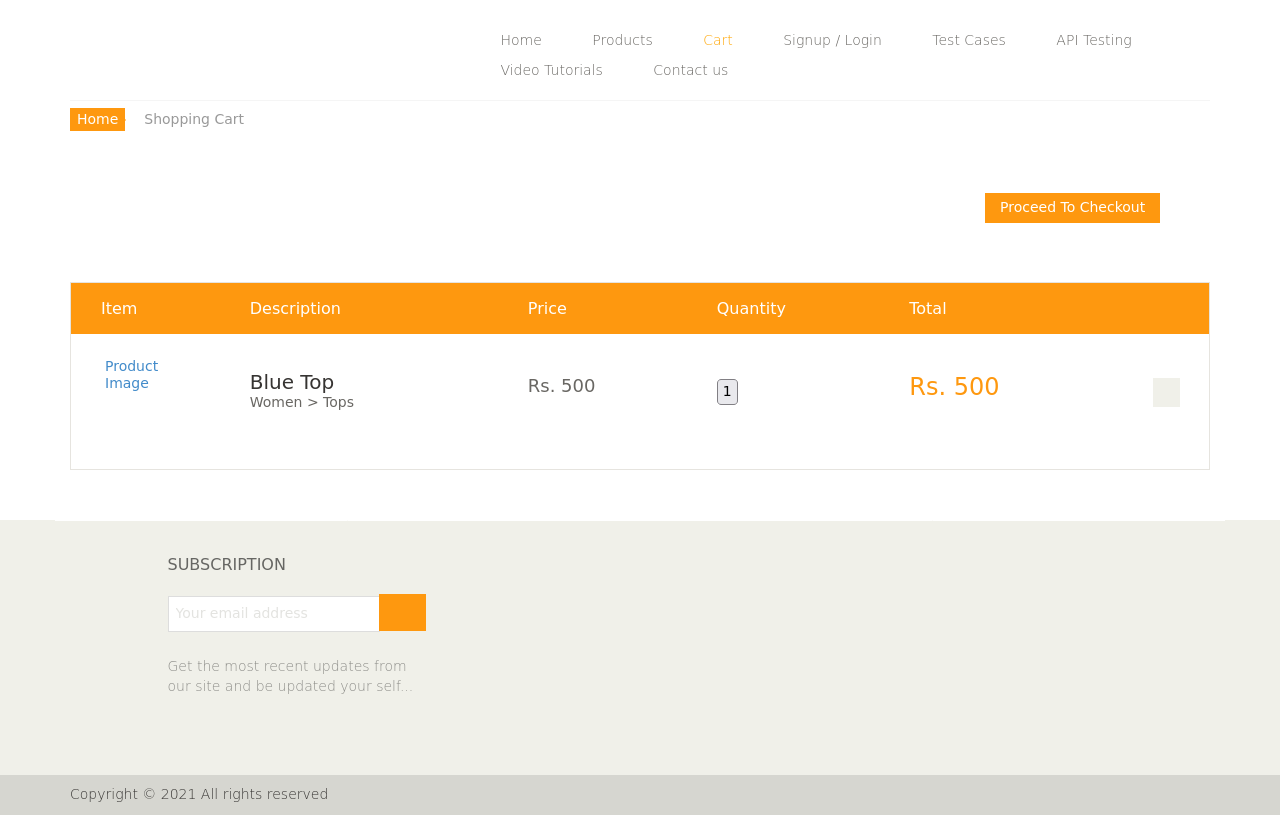 Home Products Cart Signup / Login Test Cases API Testing
Video Tutorials Contact us
Home Shopping Cart
Proceed To Checkout
Item Description Price Quantity Total
Product
Image
Blue Top
Women > Tops
Rs. 500
1
Rs. 500
SUBSCRIPTION
Your email address
Get the most recent updates from
our site and be updated your self...
Copyright © 2021 All rights reserved